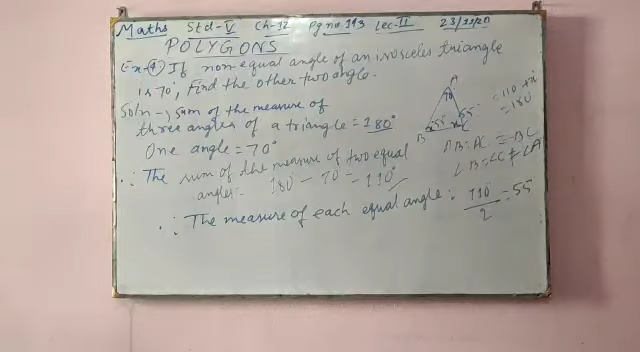 Maths Std-V Ch-12 Pg no. 193 Lec-II 23/11/20
POLYGONS
Ex-4) If non equal angle of an isosceles triangle
is 70°, Find the other two angle.
Soln → sum of the measure of
three angles of a triangle = 180°
One angle = 70°
∴ The sum of the measure of two equal
angles:- 180° - 70° = 110°
∴ The measure of each equal angle: 110/2 = 55
A
70
55 55
B C
= 180
AB = AC BC
∠B = ∠C ≠ ∠A